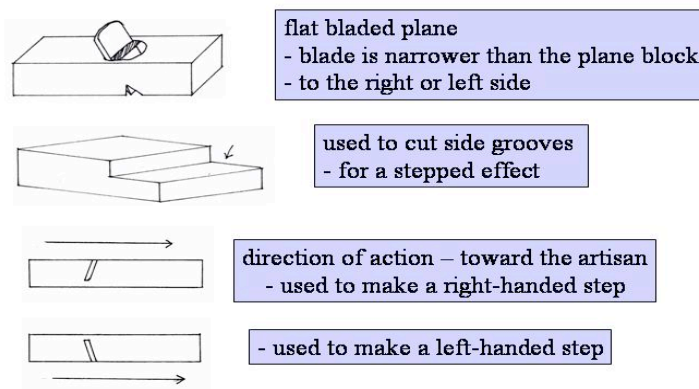 flat bladed plane
- blade is narrower than the plane block
- to the right or left side
used to cut side grooves
- for a stepped effect
direction of action – toward the artisan
- used to make a right-handed step
- used to make a left-handed step